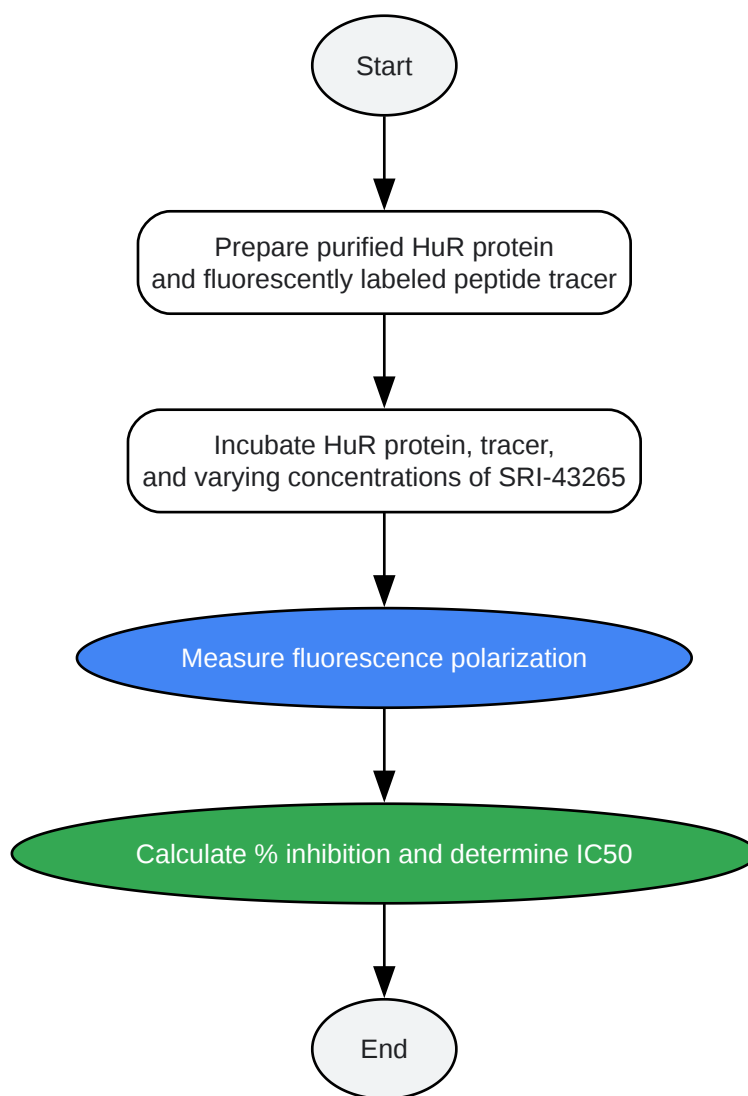 Start
Prepare purified HuR protein
and fluorescently labeled peptide tracer
Incubate HuR protein, tracer,
and varying concentrations of SRI-43265
Measure fluorescence polarization
Calculate % inhibition and determine IC50
End